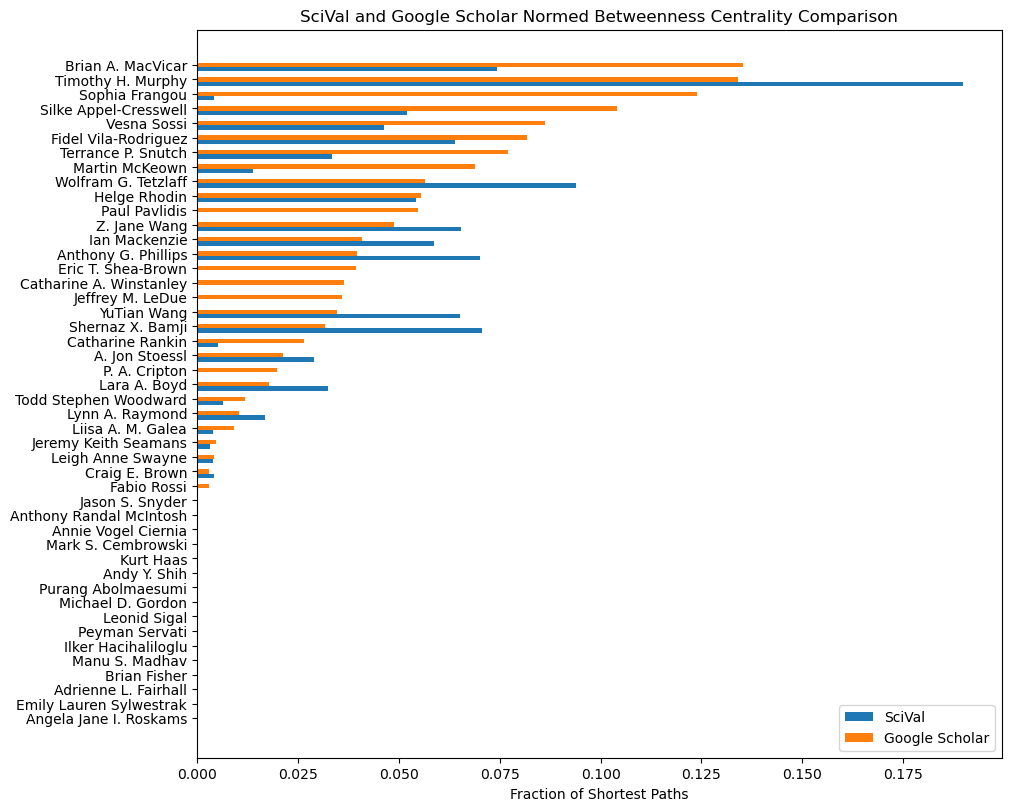 SciVal and Google Scholar Normed Betweenness Centrality Comparison
Brian A. MacVicar
Timothy H. Murphy
Sophia Frangou
Silke Appel-Cresswell
Vesna Sossi
Fidel Vila-Rodriguez
Terrance P. Snutch
Martin McKeown
Wolfram G. Tetzlaff
Helge Rhodin
Paul Pavlidis
Z. Jane Wang
Ian Mackenzie
Anthony G. Phillips
Eric T. Shea-Brown
Catharine A. Winstanley
Jeffrey M. LeDue
YuTian Wang
Shernaz X. Bamji
Catharine Rankin
A. Jon Stoessl
P. A. Cripton
Lara A. Boyd
Todd Stephen Woodward
Lynn A. Raymond
Liisa A. M. Galea
Jeremy Keith Seamans
Leigh Anne Swayne
Craig E. Brown
Fabio Rossi
Jason S. Snyder
Anthony Randal McIntosh
Annie Vogel Ciernia
Mark S. Cembrowski
Kurt Haas
Andy Y. Shih
Purang Abolmaesumi
Michael D. Gordon
Leonid Sigal
Peyman Servati
Ilker Hacihaliloglu
Manu S. Madhav
Brian Fisher
Adrienne L. Fairhall
Emily Lauren Sylwestrak
Angela Jane I. Roskams
SciVal
Google Scholar
0.000 0.025 0.050 0.075 0.100 0.125 0.150 0.175
Fraction of Shortest Paths